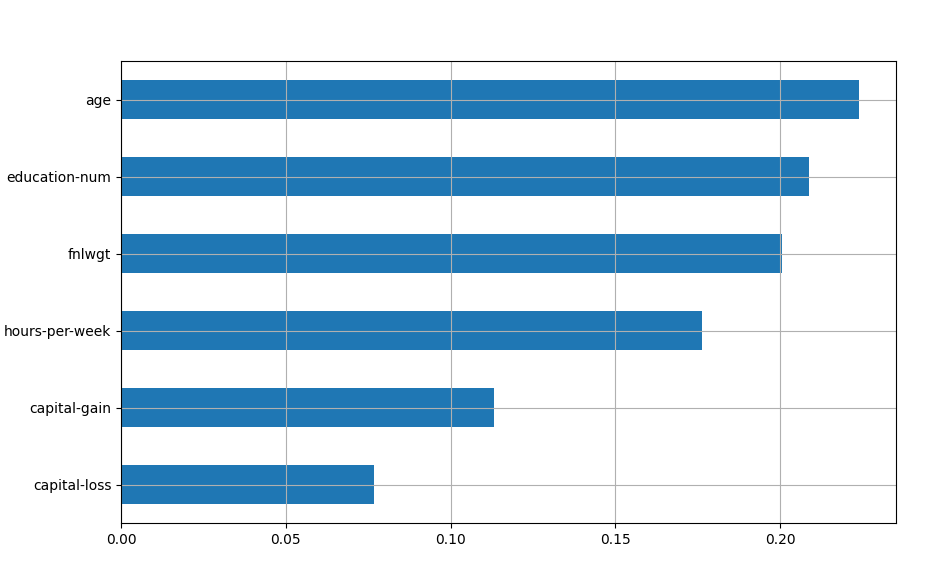 age
education-num
fnlwgt
hours-per-week
capital-gain
capital-loss
0.00 0.05 0.10 0.15 0.20